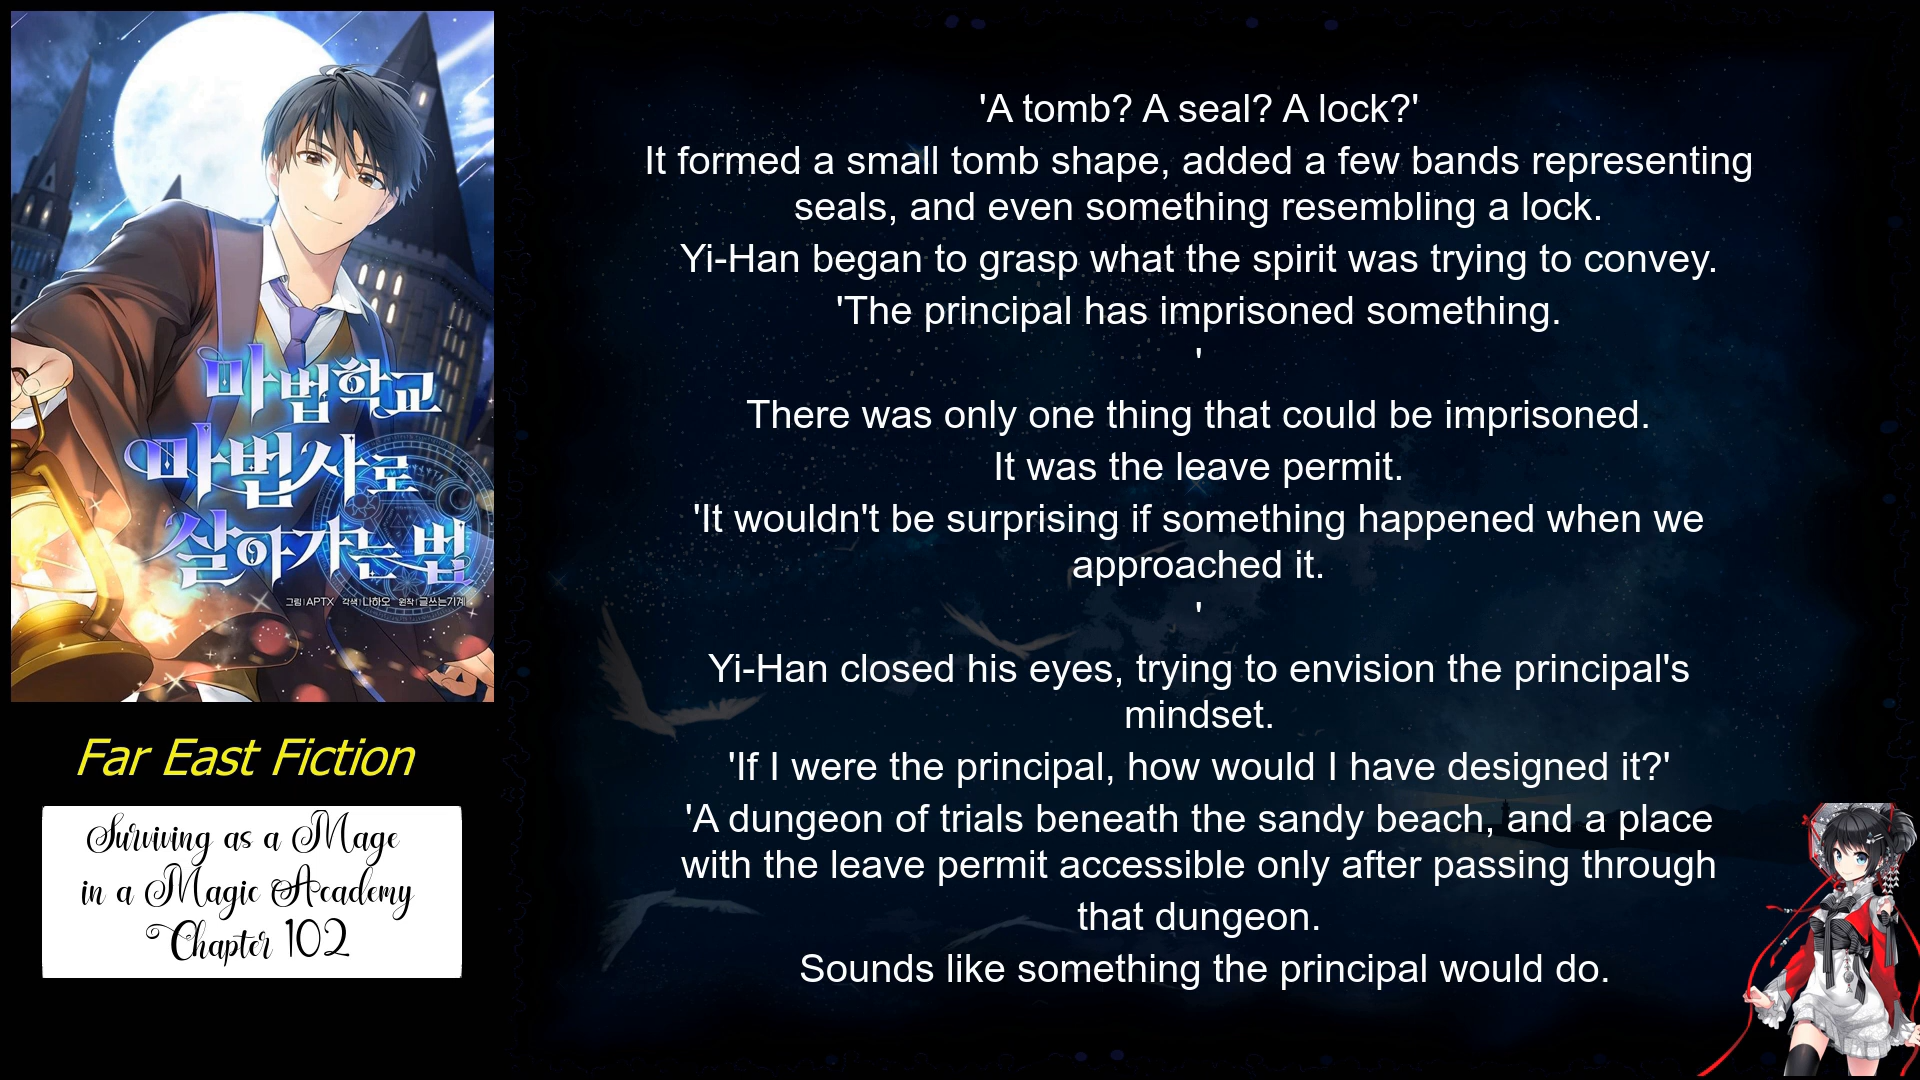 마법학교
마법사로
살아가는 법
그림 | APTX 각색 | 나하오 원작 | 글쓰는기계
Far East Fiction
Surviving as a Mage
in a Magic Academy
Chapter 102
'A tomb? A seal? A lock?'
It formed a small tomb shape, added a few bands representing
seals, and even something resembling a lock.
Yi-Han began to grasp what the spirit was trying to convey.
'The principal has imprisoned something.
'
There was only one thing that could be imprisoned.
It was the leave permit.
'It wouldn't be surprising if something happened when we
approached it.
'
Yi-Han closed his eyes, trying to envision the principal's
mindset.
'If I were the principal, how would I have designed it?'
'A dungeon of trials beneath the sandy beach, and a place
with the leave permit accessible only after passing through
that dungeon.
Sounds like something the principal would do.